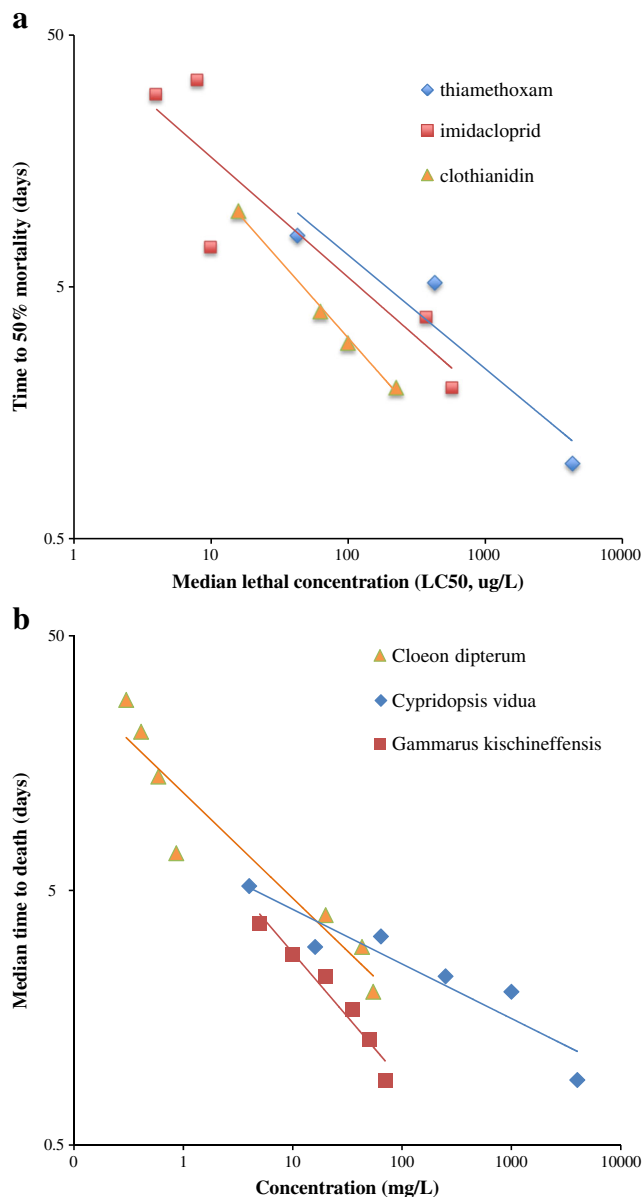 a
50
5
0.5
Time to 50% mortality (days)
thiamethoxam
imidacloprid
clothianidin
1 10 100 1000 10000
Median lethal concentration (LC50, ug/L)
b
50
5
0.5
Median time to death (days)
Cloeon dipterum
Cypridopsis vidua
Gammarus kischineffensis
0 1 10 100 1000 10000
Concentration (mg/L)